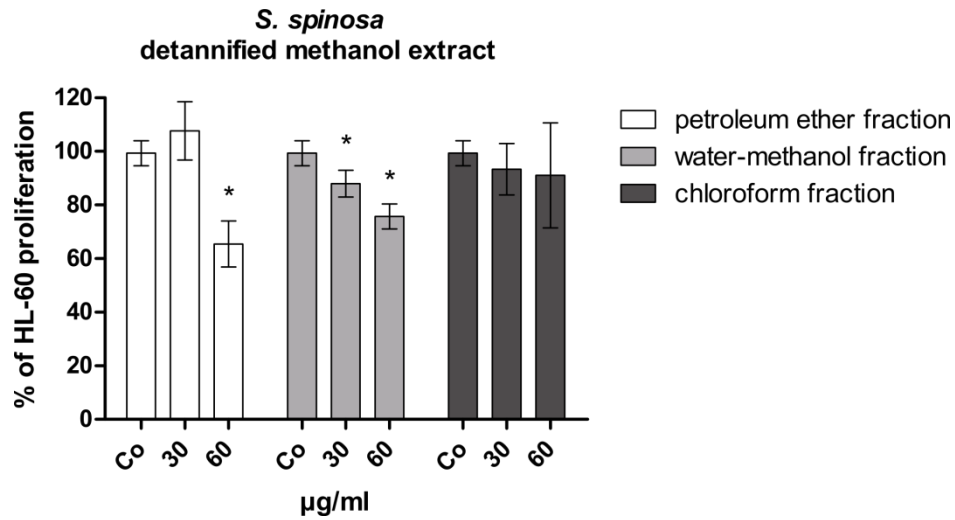 S. spinosa
detannified methanol extract
% of HL-60 proliferation
120
100
80
60
40
20
0
*
*
*
Co
30
60
Co
30
60
Co
30
60
µg/ml
petroleum ether fraction
water-methanol fraction
chloroform fraction